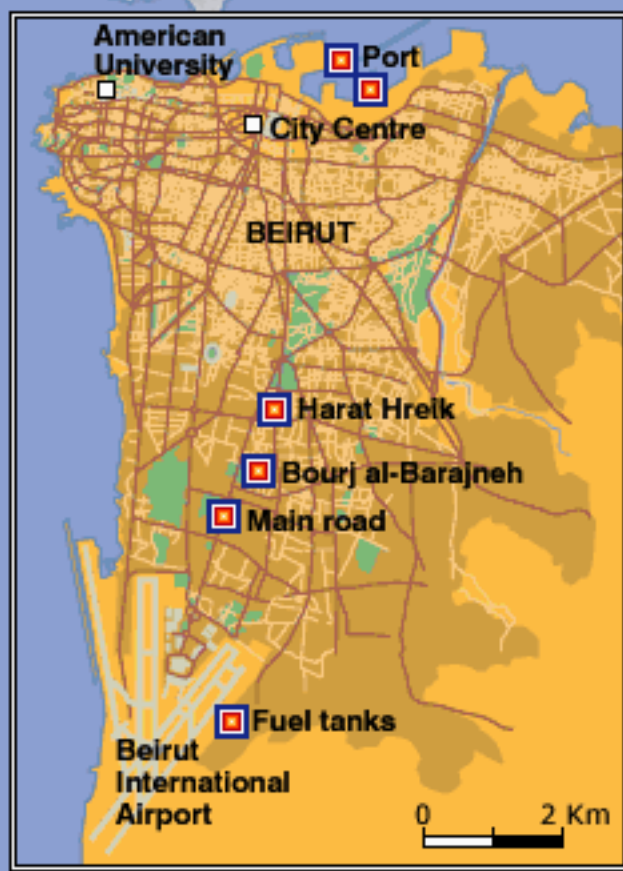 American
University
Port
City Centre
BEIRUT
Harat Hreik
Bourj al-Barajneh
Main road
Fuel tanks
Beirut
International
Airport
0 2 Km